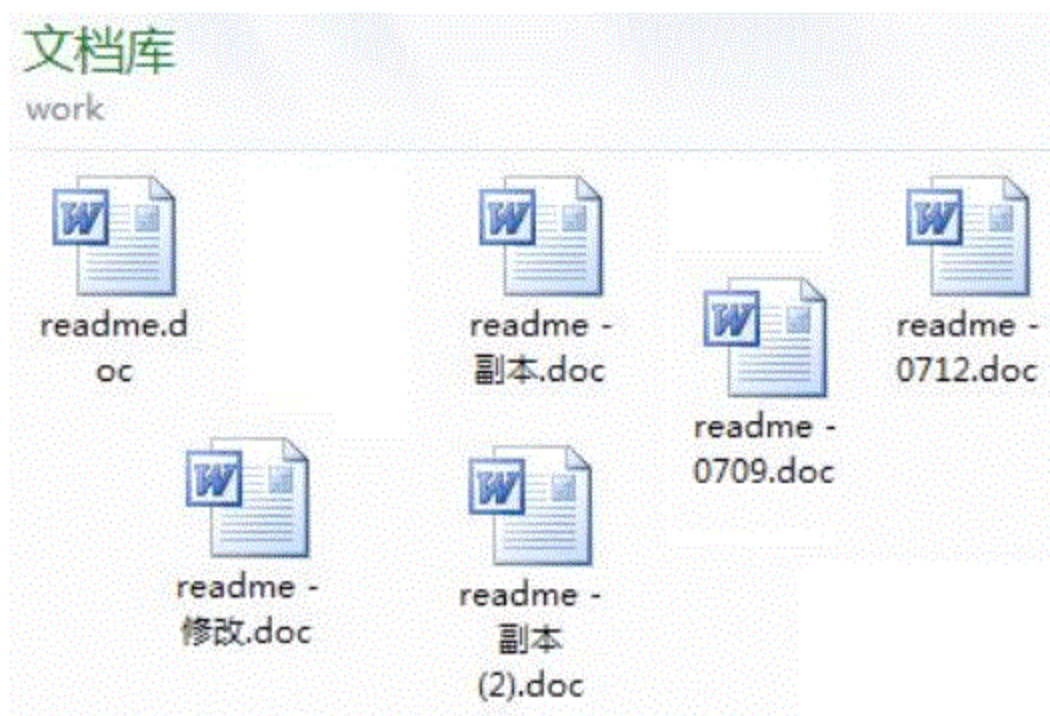 文档库
work
readme.d
oc
readme -
副本.doc
readme -
0709.doc
readme -
0712.doc
readme -
修改.doc
readme -
副本
(2).doc